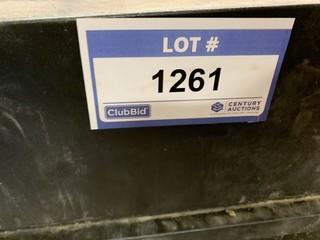 LOT #
1261
ClubBid
CENTURY
AUCTIONS